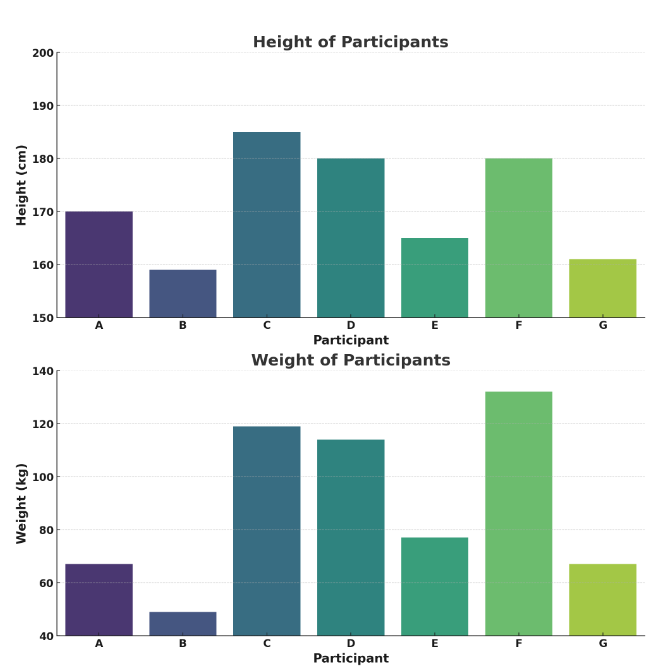 Height of Participants
200
190
180
170
160
150
Height (cm)
A B C D E F G
Participant
Weight of Participants
140
120
100
80
60
40
Weight (kg)
A B C D E F G
Participant